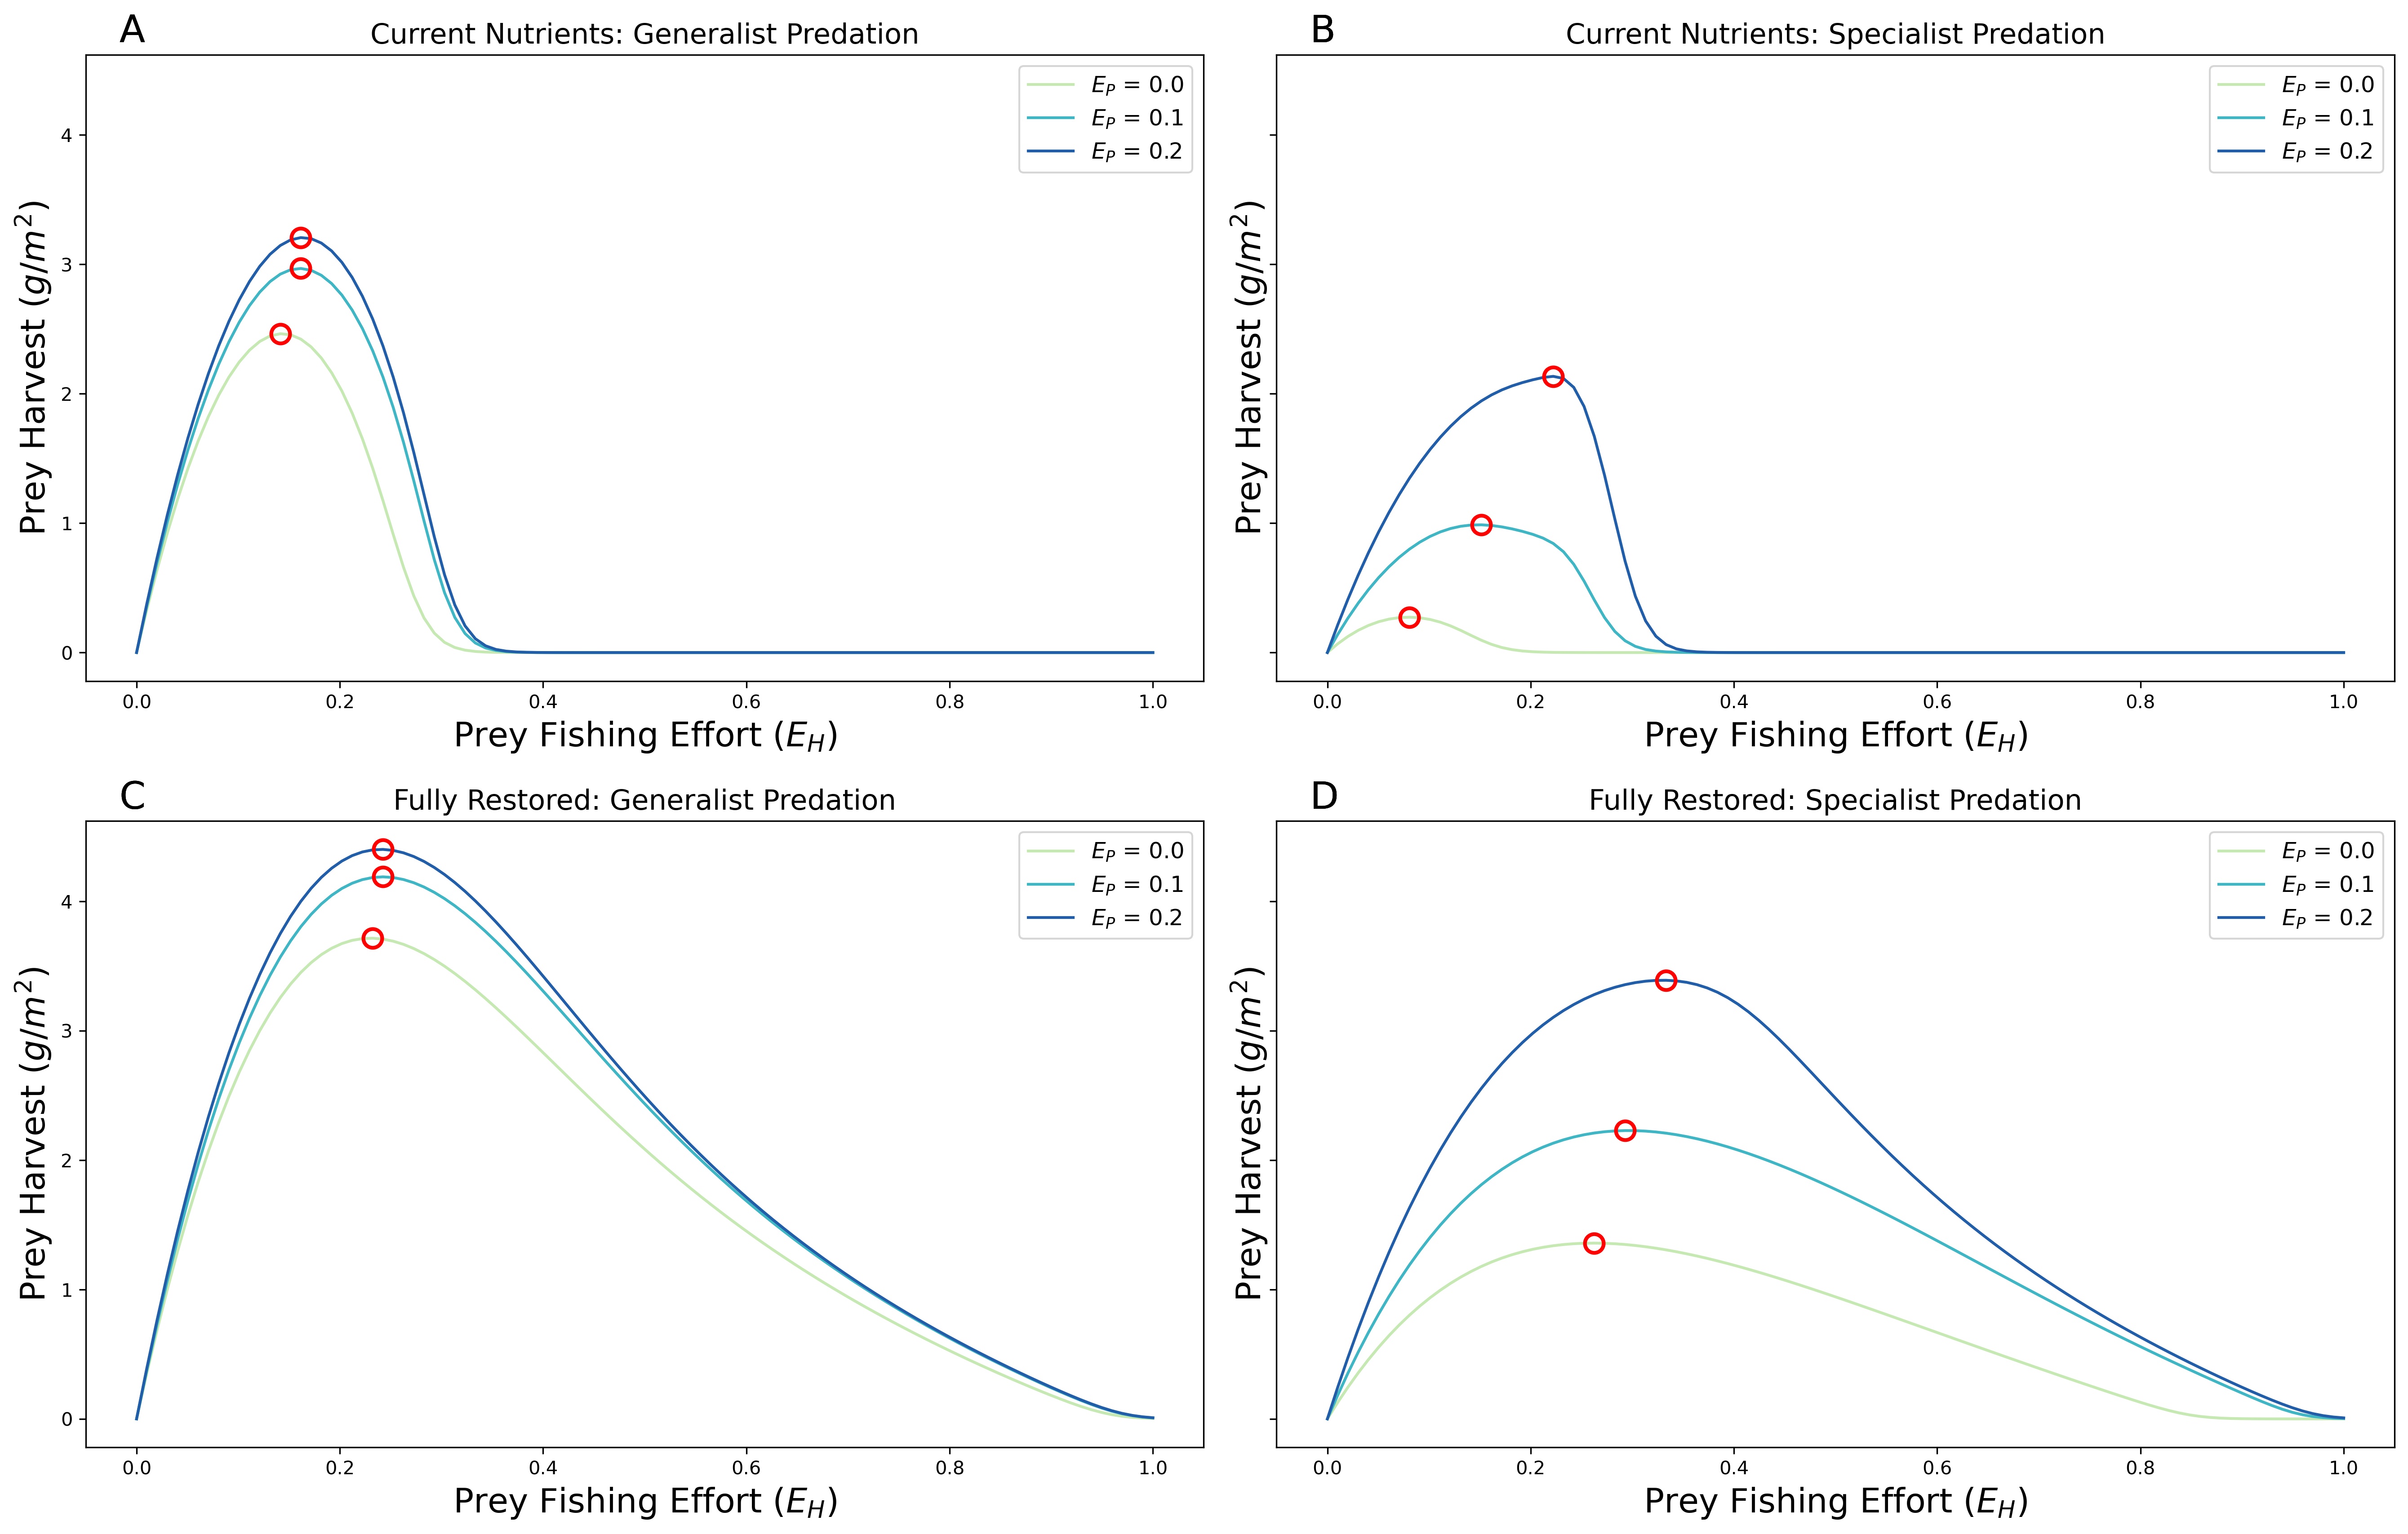 A
Current Nutrients: Generalist Predation
E_P = 0.0
E_P = 0.1
E_P = 0.2
Prey Harvest (g/m²)
4
3
2
1
0
0.0 0.2 0.4 0.6 0.8 1.0
Prey Fishing Effort (E_H)
B
Current Nutrients: Specialist Predation
E_P = 0.0
E_P = 0.1
E_P = 0.2
Prey Harvest (g/m²)
0.0 0.2 0.4 0.6 0.8 1.0
Prey Fishing Effort (E_H)
C
Fully Restored: Generalist Predation
E_P = 0.0
E_P = 0.1
E_P = 0.2
Prey Harvest (g/m²)
4
3
2
1
0
0.0 0.2 0.4 0.6 0.8 1.0
Prey Fishing Effort (E_H)
D
Fully Restored: Specialist Predation
E_P = 0.0
E_P = 0.1
E_P = 0.2
Prey Harvest (g/m²)
0.0 0.2 0.4 0.6 0.8 1.0
Prey Fishing Effort (E_H)